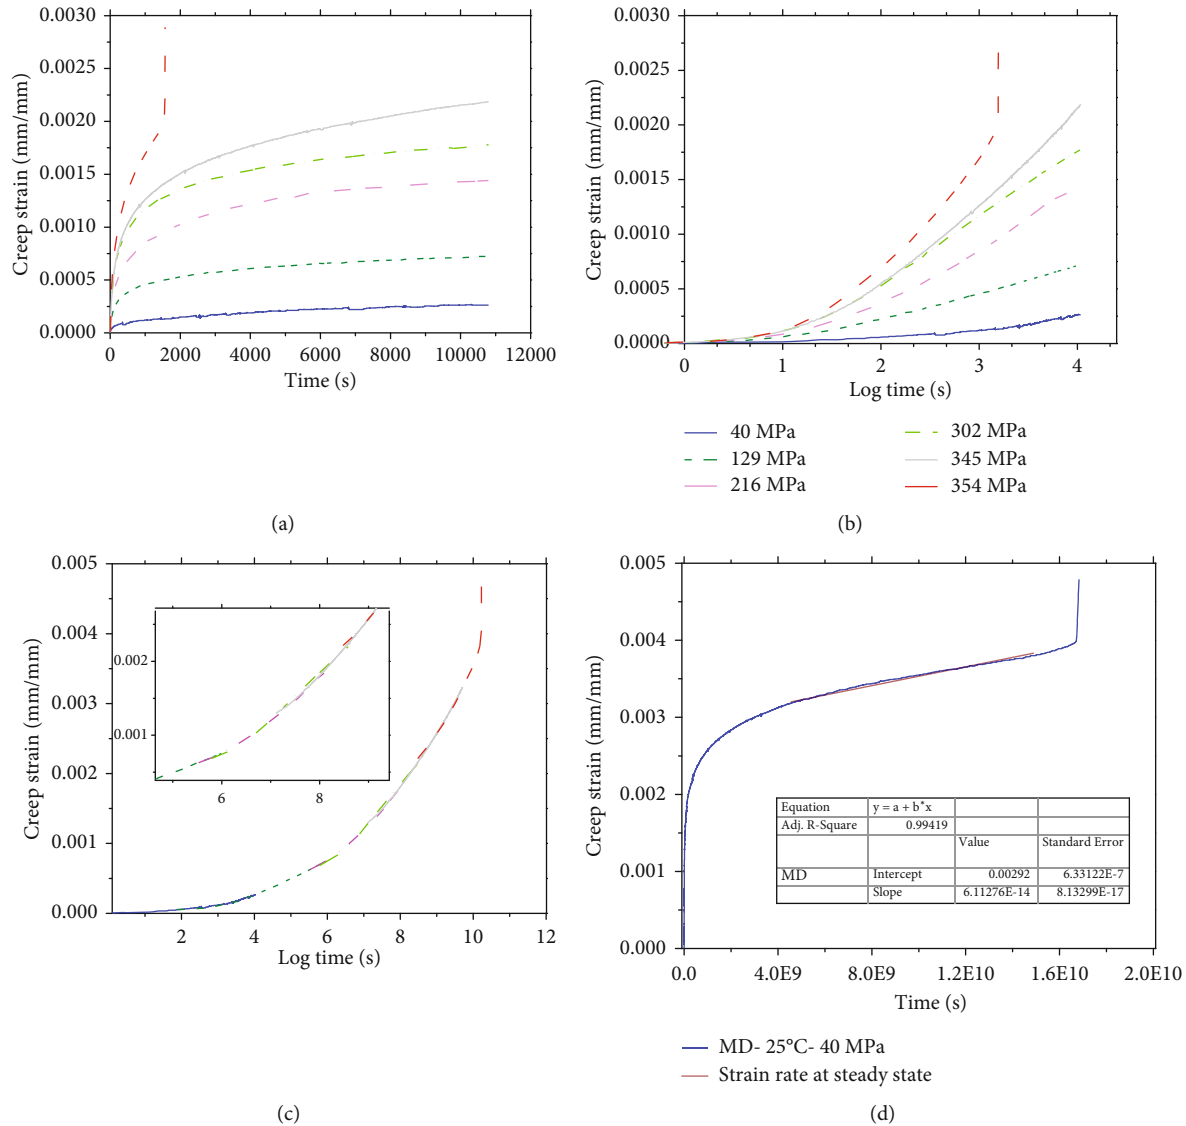 0.0030
0.0025
0.0020
0.0015
0.0010
0.0005
0.0000
Creep strain (mm/mm)
0 2000 4000 6000 8000 10000 12000
Time (s)
(a)
0.0030
0.0025
0.0020
0.0015
0.0010
0.0005
0.0000
Creep strain (mm/mm)
0 1 2 3 4
Log time (s)
40 MPa
129 MPa
216 MPa
302 MPa
345 MPa
354 MPa
(b)
0.005
0.004
0.003
0.002
0.001
0.000
Creep strain (mm/mm)
0.002
0.001
6 8
2 4 6 8 10 12
Log time (s)
(c)
0.005
0.004
0.003
0.002
0.001
0.000
Creep strain (mm/mm)
Equation y = a + b*x
Adj. R-Square 0.99419
Value Standard Error
MD Intercept 0.00292 6.33122E-7
Slope 6.11276E-14 8.13299E-17
0.0 4.0E9 8.0E9 1.2E10 1.6E10 2.0E10
Time (s)
MD- 25°C- 40 MPa
Strain rate at steady state
(d)